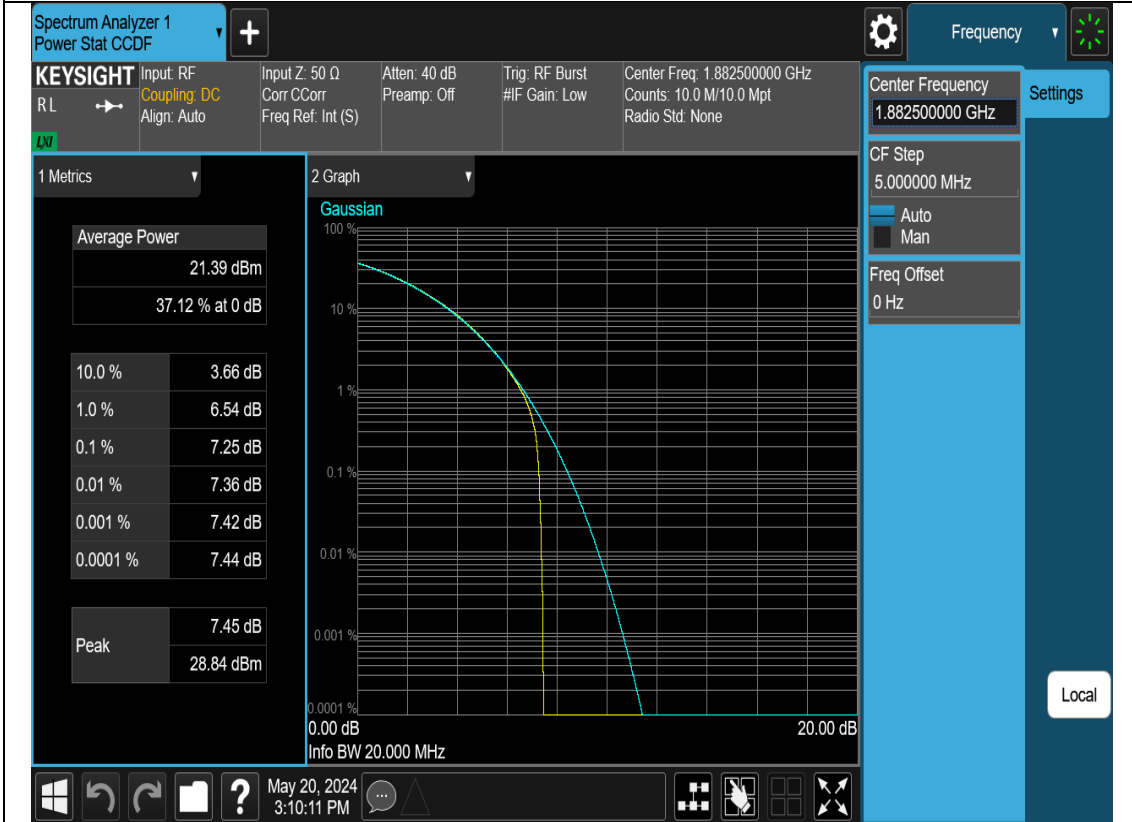 Spectrum Analyzer 1
Power Stat CCDF
+
Frequency
KEYSIGHT
RL
LXI
Input: RF
Coupling: DC
Align: Auto
Input Z: 50 Ω
Corr CCorr
Freq Ref: Int (S)
Atten: 40 dB
Preamp: Off
Trig: RF Burst
#IF Gain: Low
Center Freq: 1.882500000 GHz
Counts: 10.0 M/10.0 Mpt
Radio Std: None
Center Frequency
1.882500000 GHz
Settings
CF Step
5.000000 MHz
Auto
Man
Freq Offset
0 Hz
1 Metrics
Average Power
21.39 dBm
37.12 % at 0 dB
10.0 % 3.66 dB
1.0 % 6.54 dB
0.1 % 7.25 dB
0.01 % 7.36 dB
0.001 % 7.42 dB
0.0001 % 7.44 dB
Peak
7.45 dB
28.84 dBm
2 Graph
Gaussian
100 %
10 %
1 %
0.1 %
0.01 %
0.001 %
0.0001 %
0.00 dB 20.00 dB
Info BW 20.000 MHz
Local
?
May 20, 2024
3:10:11 PM